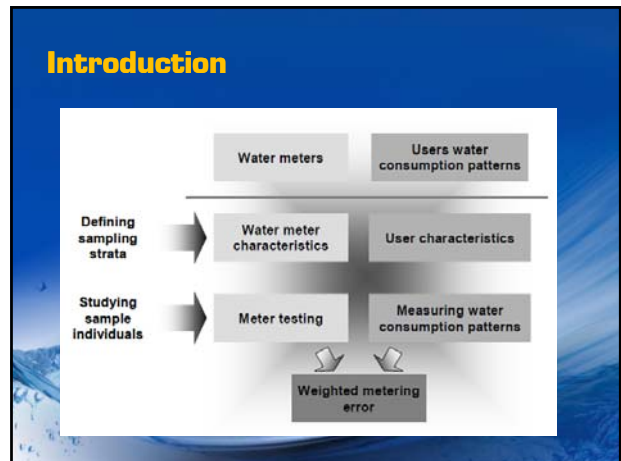 Introduction
Water meters
Users water
consumption patterns
Defining
sampling
strata
Water meter
characteristics
User characteristics
Studying
sample
individuals
Meter testing
Measuring water
consumption patterns
Weighted metering
error